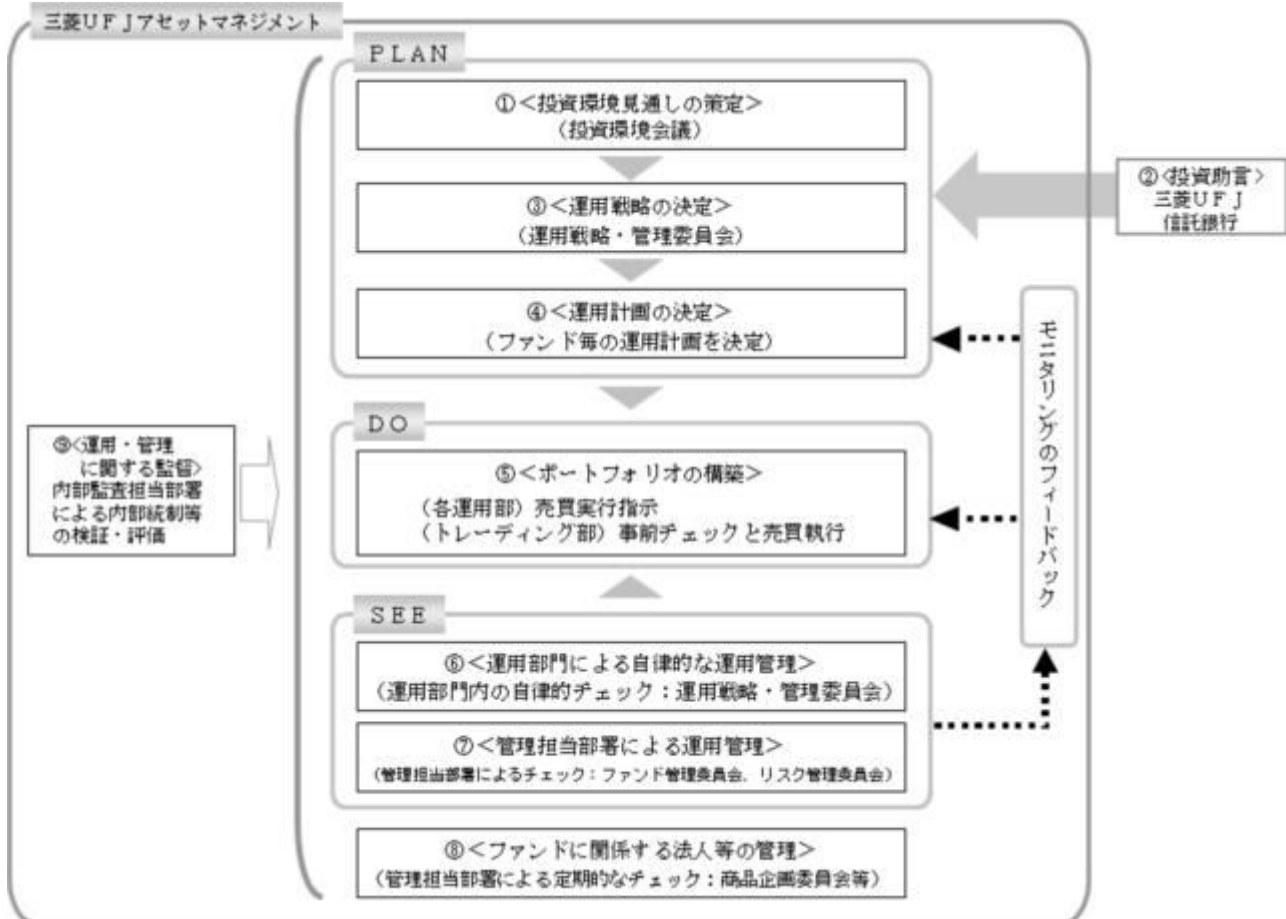 三菱ＵＦＪアセットマネジメント
ＰＬＡＮ
①＜投資環境見通しの策定＞
（投資環境会議）
②＜投資助言＞
三菱ＵＦＪ
信託銀行
③＜運用戦略の決定＞
（運用戦略・管理委員会）
④＜運用計画の決定＞
（ファンド毎の運用計画を決定）
モニタリングのフィードバック
ＤＯ
⑤＜ポートフォリオの構築＞
（各運用部）売買実行指示
（トレーディング部）事前チェックと売買執行
⑨＜運用・管理
に関する監督＞
内部監査担当部署
による内部統制等
の検証・評価
ＳＥＥ
⑥＜運用部門による自律的な運用管理＞
（運用部門内の自律的チェック：運用戦略・管理委員会）
⑦＜管理担当部署による運用管理＞
（管理担当部署によるチェック：ファンド管理委員会、リスク管理委員会）
⑧＜ファンドに関係する法人等の管理＞
（管理担当部署による定期的なチェック：商品企画委員会等）